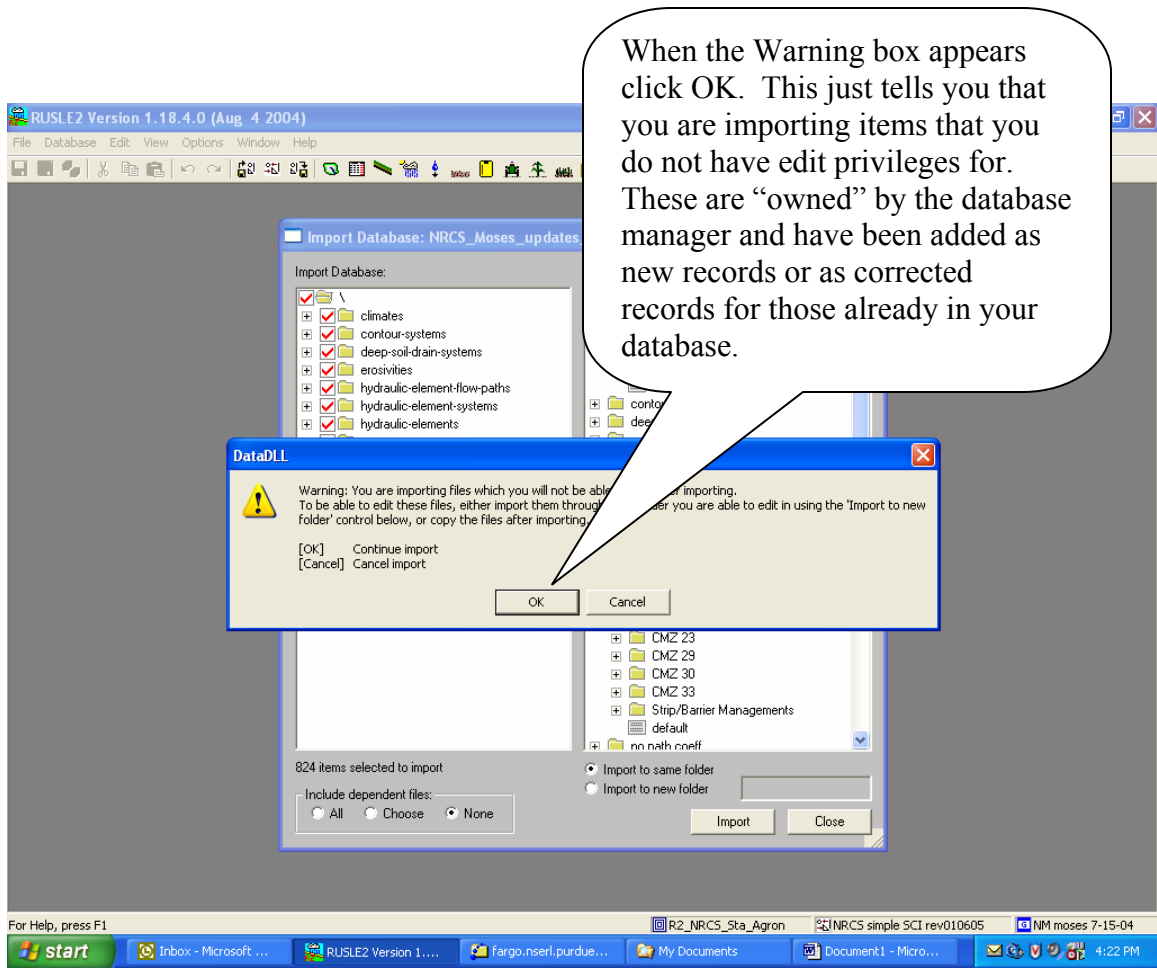 When the Warning box appears
click OK.  This just tells you that
you are importing items that you
do not have edit privileges for.
These are “owned” by the database
manager and have been added as
new records or as corrected
records for those already in your
database.
RUSLE2 Version 1.18.4.0 (Aug 4 2004)
File Database Edit View Options Window Help
Import Database: NRCS_Moses_updates
Import Database:
\
climates
contour-systems
deep-soil-drain-systems
erosivities
hydraulic-element-flow-paths
hydraulic-element-systems
hydraulic-elements
DataDLL
Warning: You are importing files which you will not be able importing.
To be able to edit these files, either import them through you are able to edit in using the 'Import to new
folder' control below, or copy the files after importing.
[OK] Continue import
[Cancel] Cancel import
OK Cancel
CMZ 23
CMZ 29
CMZ 30
CMZ 33
Strip/Barrier Managements
default
no path coeff
824 items selected to import
Include dependent files:
All Choose None
Import to same folder
Import to new folder
Import Close
For Help, press F1 R2_NRCS_Sta_Agron NRCS simple SCI rev010605 NM moses 7-15-04
start Inbox - Microsoft ... RUSLE2 Version 1.... fargo.nserl.purdue... My Documents Document1 - Micro... 4:22 PM